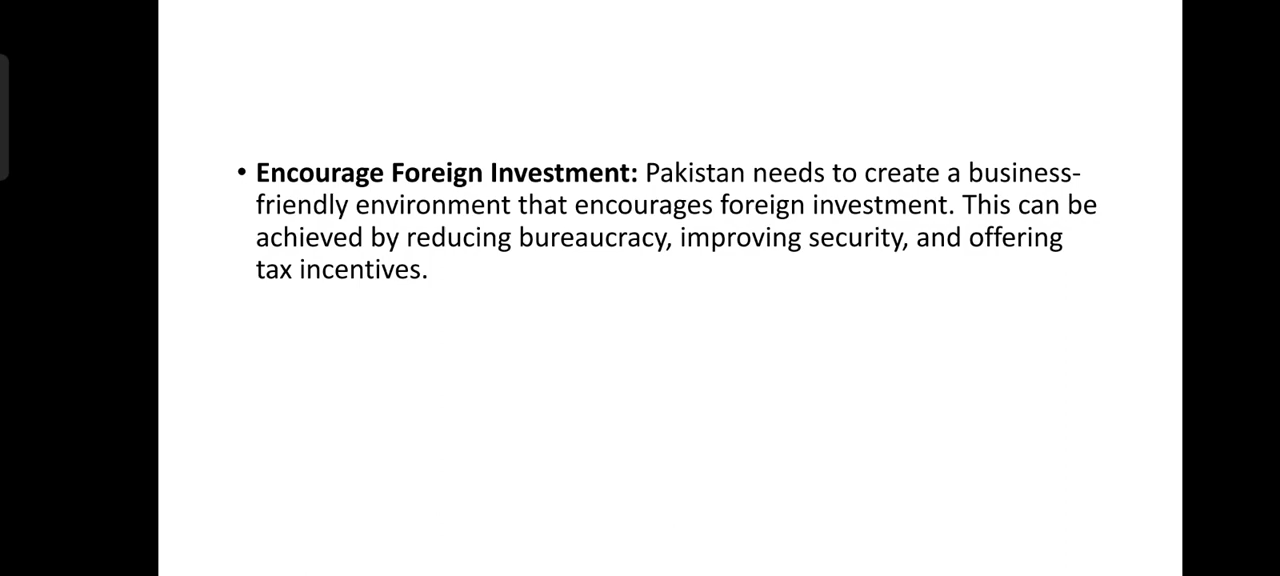 • Encourage Foreign Investment: Pakistan needs to create a business-
friendly environment that encourages foreign investment. This can be
achieved by reducing bureaucracy, improving security, and offering
tax incentives.